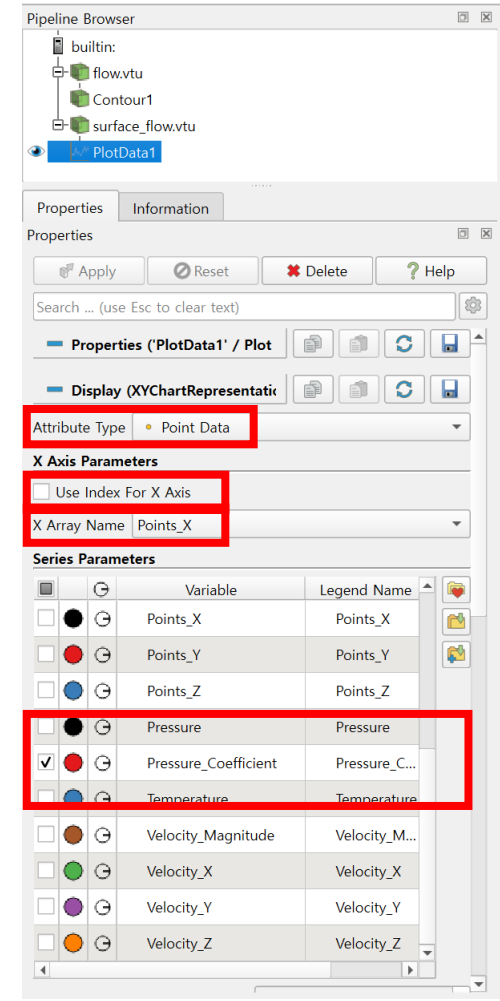 Pipeline Browser
builtin:
flow.vtu
Contour1
surface_flow.vtu
PlotData1
Properties Information
Properties
Apply Reset Delete Help
Search ... (use Esc to clear text)
Properties ('PlotData1' / Plot
Display (XYChartRepresentatic
Attribute Type Point Data
X Axis Parameters
Use Index For X Axis
X Array Name Points_X
Series Parameters
Variable Legend Name
Points_X Points_X
Points_Y Points_Y
Points_Z Points_Z
Pressure Pressure
Pressure_Coefficient Pressure_C...
Temperature Temperature
Velocity_Magnitude Velocity_M...
Velocity_X Velocity_X
Velocity_Y Velocity_Y
Velocity_Z Velocity_Z